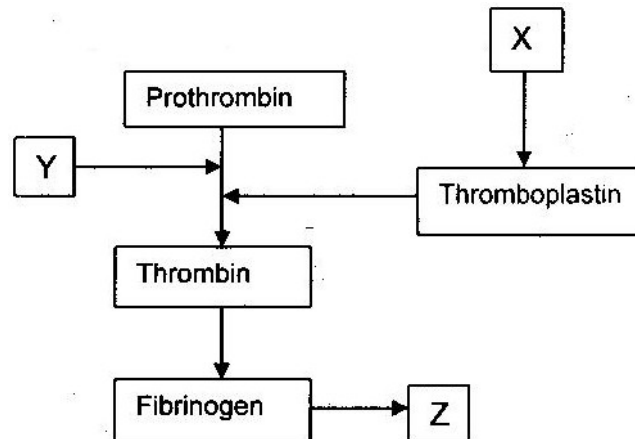 X
Prothrombin
Y
Thromboplastin
Thrombin
Fibrinogen
Z